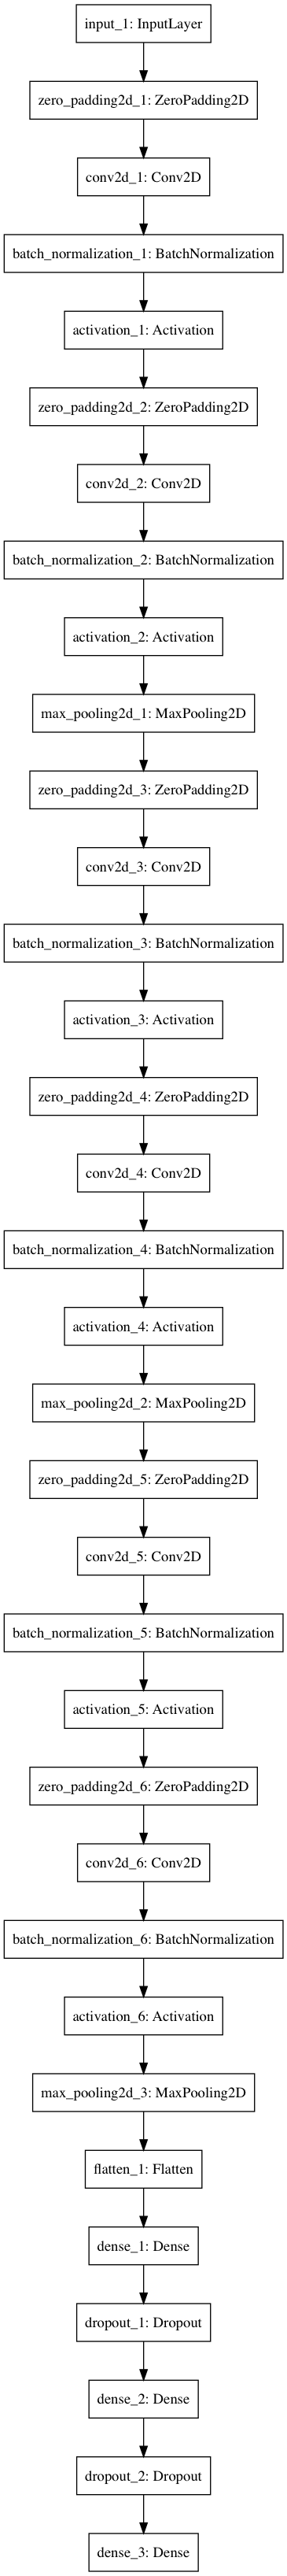 input_1: InputLayer
zero_padding2d_1: ZeroPadding2D
conv2d_1: Conv2D
batch_normalization_1: BatchNormalization
activation_1: Activation
zero_padding2d_2: ZeroPadding2D
conv2d_2: Conv2D
batch_normalization_2: BatchNormalization
activation_2: Activation
max_pooling2d_1: MaxPooling2D
zero_padding2d_3: ZeroPadding2D
conv2d_3: Conv2D
batch_normalization_3: BatchNormalization
activation_3: Activation
zero_padding2d_4: ZeroPadding2D
conv2d_4: Conv2D
batch_normalization_4: BatchNormalization
activation_4: Activation
max_pooling2d_2: MaxPooling2D
zero_padding2d_5: ZeroPadding2D
conv2d_5: Conv2D
batch_normalization_5: BatchNormalization
activation_5: Activation
zero_padding2d_6: ZeroPadding2D
conv2d_6: Conv2D
batch_normalization_6: BatchNormalization
activation_6: Activation
max_pooling2d_3: MaxPooling2D
flatten_1: Flatten
dense_1: Dense
dropout_1: Dropout
dense_2: Dense
dropout_2: Dropout
dense_3: Dense